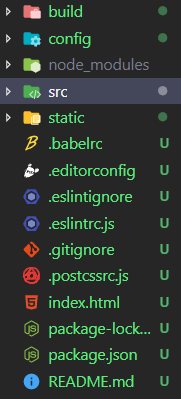 build
config
node_modules
src
static
.babelrc U
.editorconfig U
.eslintignore U
.eslintrc.js U
.gitignore U
.postcssrc.js U
index.html U
package-lock... U
package.json U
README.md U